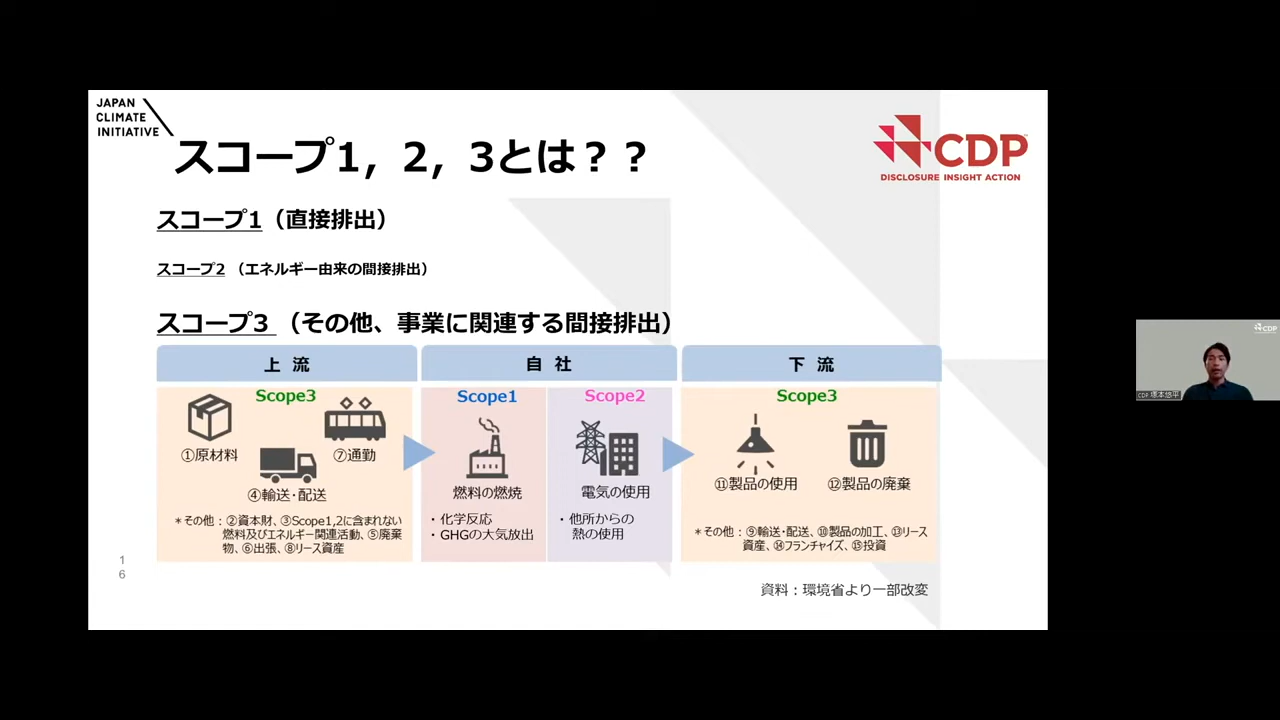 JAPAN
CLIMATE
INITIATIVE
スコープ1，2，3とは？？
CDP
DISCLOSURE INSIGHT ACTION
スコープ1（直接排出）
スコープ2 （エネルギー由来の間接排出）
スコープ3 （その他、事業に関連する間接排出）
上 流
自 社
下 流
Scope3
①原材料
⑦通勤
④輸送・配送
＊その他：②資本財、③Scope1,2に含まれない
燃料及びエネルギー関連活動、⑤廃棄
物、⑥出張、⑧リース資産
Scope1
燃料の燃焼
・化学反応
・GHGの大気放出
Scope2
電気の使用
・他所からの
熱の使用
Scope3
⑪製品の使用
⑫製品の廃棄
＊その他：⑨輸送・配送、⑩製品の加工、⑬リース
資産、⑭フランチャイズ、⑮投資
1
6
資料：環境省より一部改変
CDP
CDP 塚本悠平